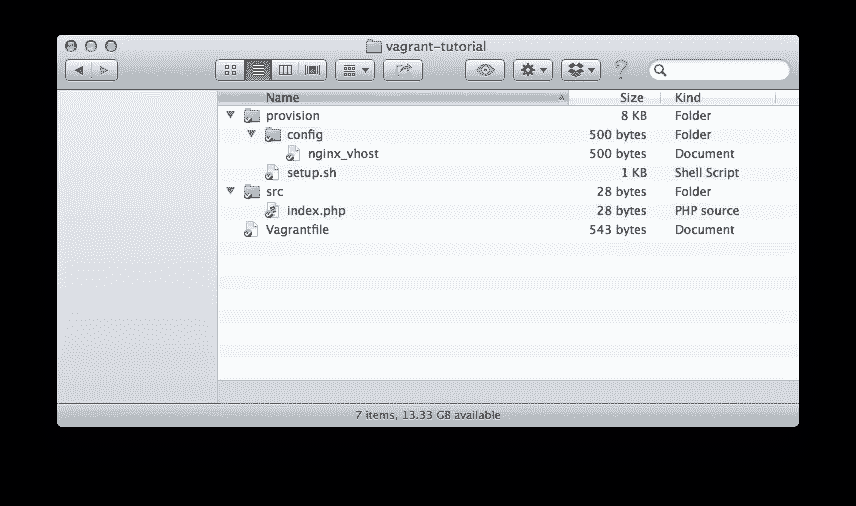 vagrant-tutorial
Name Size Kind
provision 8 KB Folder
config 500 bytes Folder
nginx_vhost 500 bytes Document
setup.sh 1 KB Shell Script
src 28 bytes Folder
index.php 28 bytes PHP source
Vagrantfile 543 bytes Document
7 items, 13.33 GB available